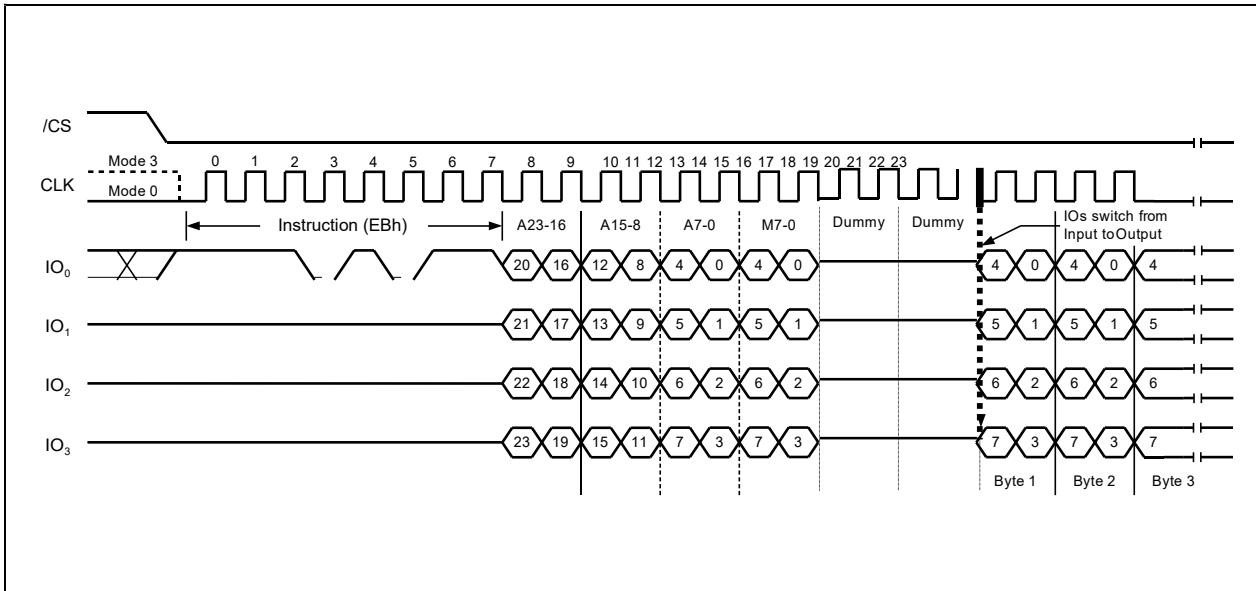 /CS
Mode 3 0 1 2 3 4 5 6 7 8 9 10 11 12 13 14 15 16 17 18 19 20 21 22 23
CLK
Mode 0
Instruction (EBh) A23-16 A15-8 A7-0 M7-0 Dummy Dummy IOs switch from
Input toOutput
IO0 20 16 12 8 4 0 4 0 4 0 4 0 4
IO1 21 17 13 9 5 1 5 1 5 1 5 1 5
IO2 22 18 14 10 6 2 6 2 6 2 6 2 6
IO3 23 19 15 11 7 3 7 3 7 3 7 3 7
Byte 1 Byte 2 Byte 3